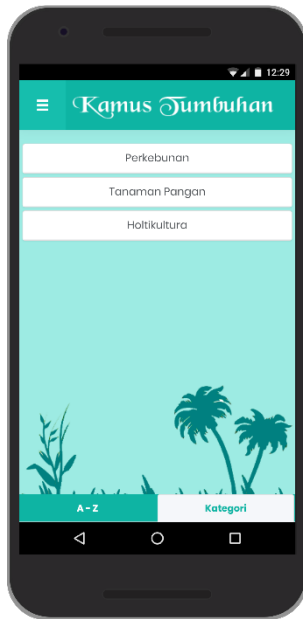 12:29
Kamus Tumbuhan
Perkebunan
Tanaman Pangan
Holtikultura
A - Z
Kategori